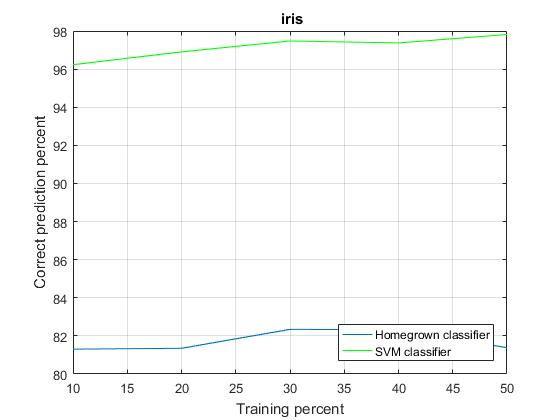 iris
Correct prediction percent
98
96
94
92
90
88
86
84
82
80
10 15 20 25 30 35 40 45 50
Training percent
Homegrown classifier
SVM classifier